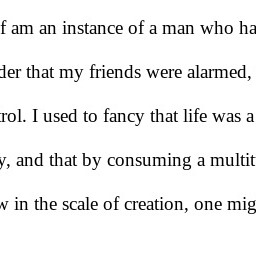 f am an instance of a man who ha
der that my friends were alarmed,
rol. I used to fancy that life was a
y, and that by consuming a multit
w in the scale of creation, one mig